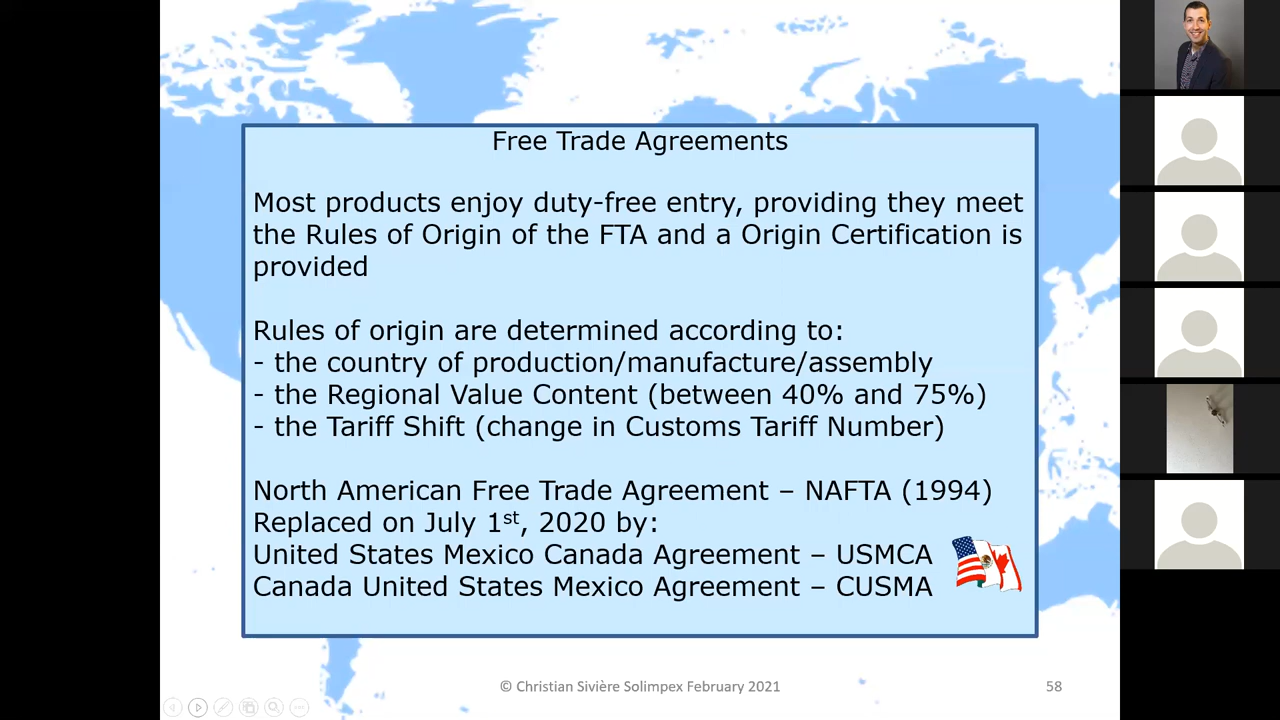 Free Trade Agreements
Most products enjoy duty-free entry, providing they meet
the Rules of Origin of the FTA and a Origin Certification is
provided
Rules of origin are determined according to:
- the country of production/manufacture/assembly
- the Regional Value Content (between 40% and 75%)
- the Tariff Shift (change in Customs Tariff Number)
North American Free Trade Agreement – NAFTA (1994)
Replaced on July 1st, 2020 by:
United States Mexico Canada Agreement – USMCA
Canada United States Mexico Agreement – CUSMA
© Christian Sivière Solimpex February 2021
58